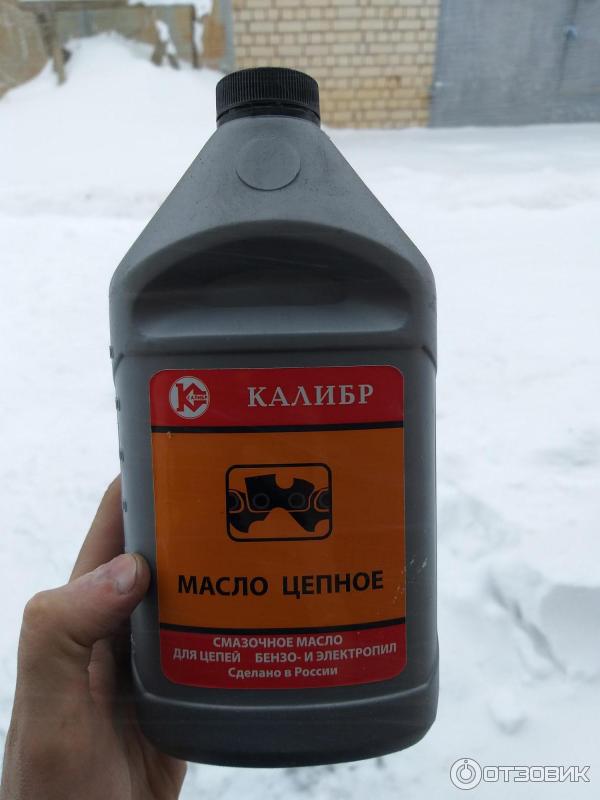 КАЛИБР
МАСЛО ЦЕПНОЕ
СМАЗОЧНОЕ МАСЛО
ДЛЯ ЦЕПЕЙ БЕНЗО- И ЭЛЕКТРОПИЛ
Сделано в России
ОТЗОВИК